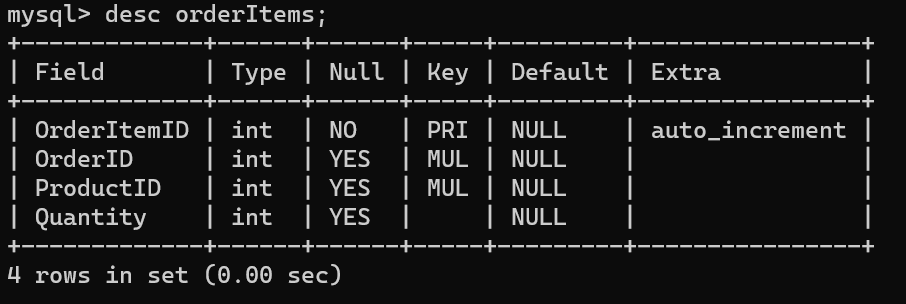 mysql> desc orderItems;
+-------------+------+------+-----+---------+----------------+
| Field       | Type | Null | Key | Default | Extra          |
+-------------+------+------+-----+---------+----------------+
| OrderItemID | int  | NO   | PRI | NULL    | auto_increment |
| OrderID     | int  | YES  | MUL | NULL    |                |
| ProductID   | int  | YES  | MUL | NULL    |                |
| Quantity    | int  | YES  |     | NULL    |                |
+-------------+------+------+-----+---------+----------------+
4 rows in set (0.00 sec)